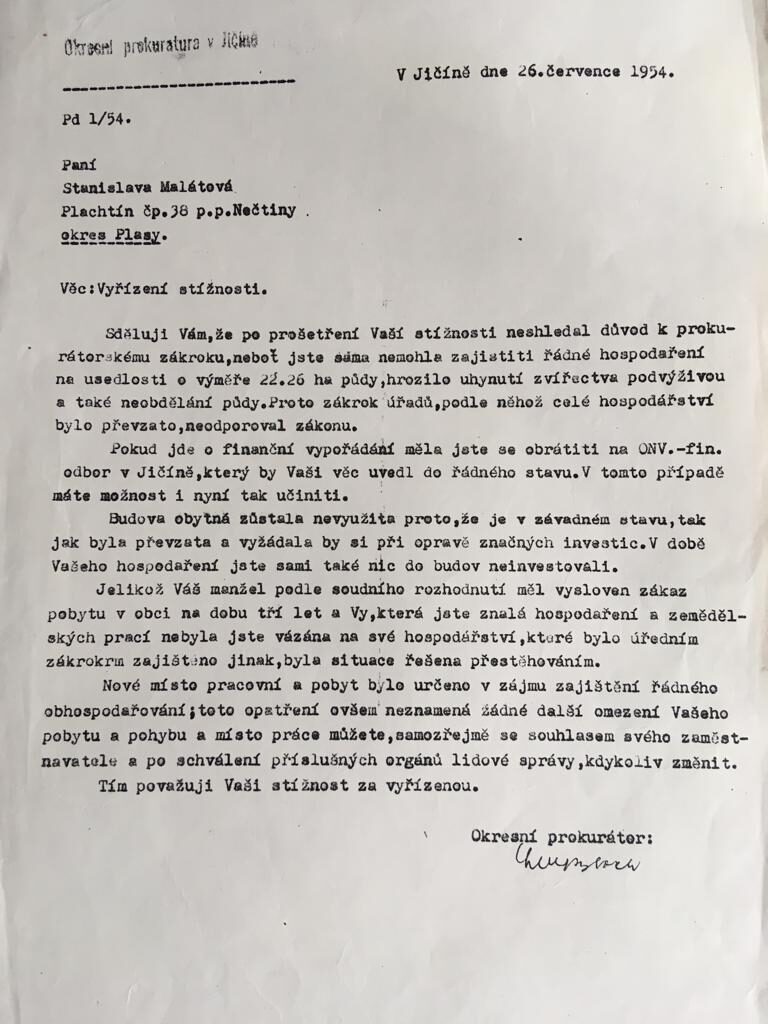 Okresní prokuratura v Jičíně
V Jičíně dne 26.července 1954.
Pd 1/54.
Paní
Stanislava Malátová
Plachtín čp.38 p.p.Nečtiny .
okres Plasy.
Věc:Vyřízení stížnosti.
Sděluji Vám,že po prošetření Vaší stížnosti neshledal důvod k proku-
rátorskému zákroku,neboť jste sama nemohla zajistiti řádné hospodaření
na usedlosti o výměře 22.26 ha půdy,hrozilo uhynutí zvířectva podvýživou
a také neobdělání půdy.Proto zákrok úřadů,podle něhož celé hospodářství
bylo převzato,neodporoval zákonu.
Pokud jde o finanční vypořádání měla jste se obrátiti na ONV.-fin.
odbor v Jičíně,který by Vaši věc uvedl do řádného stavu.V tomto případě
máte možnost i nyní tak učiniti.
Budova obytná zůstala nevyužita proto,že je v závadném stavu,tak
jak byla převzata a vyžádala by si při opravě značných investic.V době
Vašeho hospodaření jste sami také nic do budov neinvestovali.
Jelikož Váš manžel podle soudního rozhodnutí měl vysloven zákaz
pobytu v obci na dobu tří let a Vy,která jste znalá hospodaření a zeměděl-
ských prací nebyla jste vázána na své hospodářství,které bylo úředním
zákrokrm zajištěno jinak,byla situace řešena přestěhováním.
Nové místo pracovní a pobyt bylo určeno v zájmu zajištění řádného
obhospodařování;toto opatření ovšem neznamená žádné další omezení Vašeho
pobytu a pohybu a místo práce můžete,samozřejmě se souhlasem svého zaměst-
navatele a po schválení příslušných orgánů lidové správy,kdykoliv změnit.
Tím považuji Vaši stížnost za vyřízenou.
Okresní prokurátor: